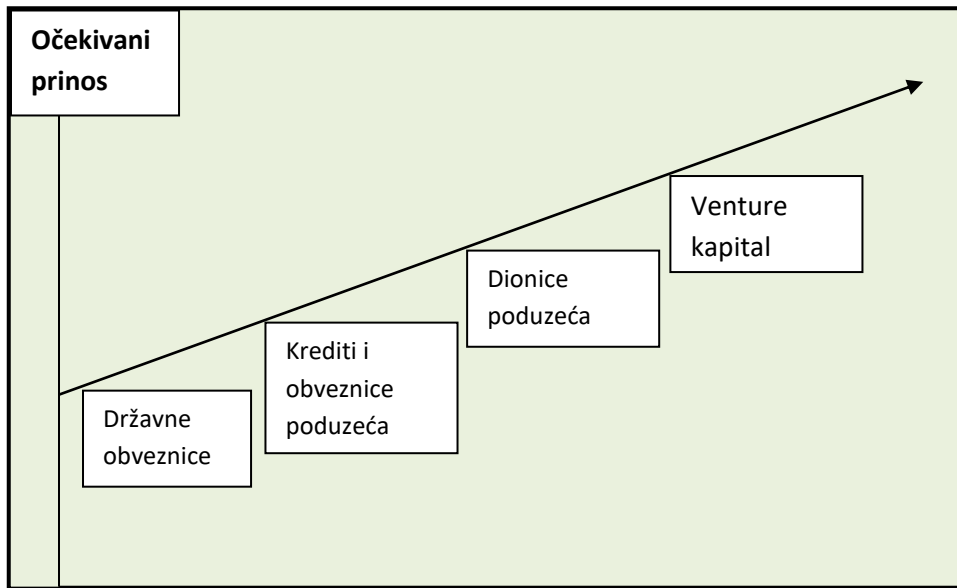 Očekivani
prinos
Venture
kapital
Dionice
poduzeća
Krediti i
obveznice
poduzeća
Državne
obveznice